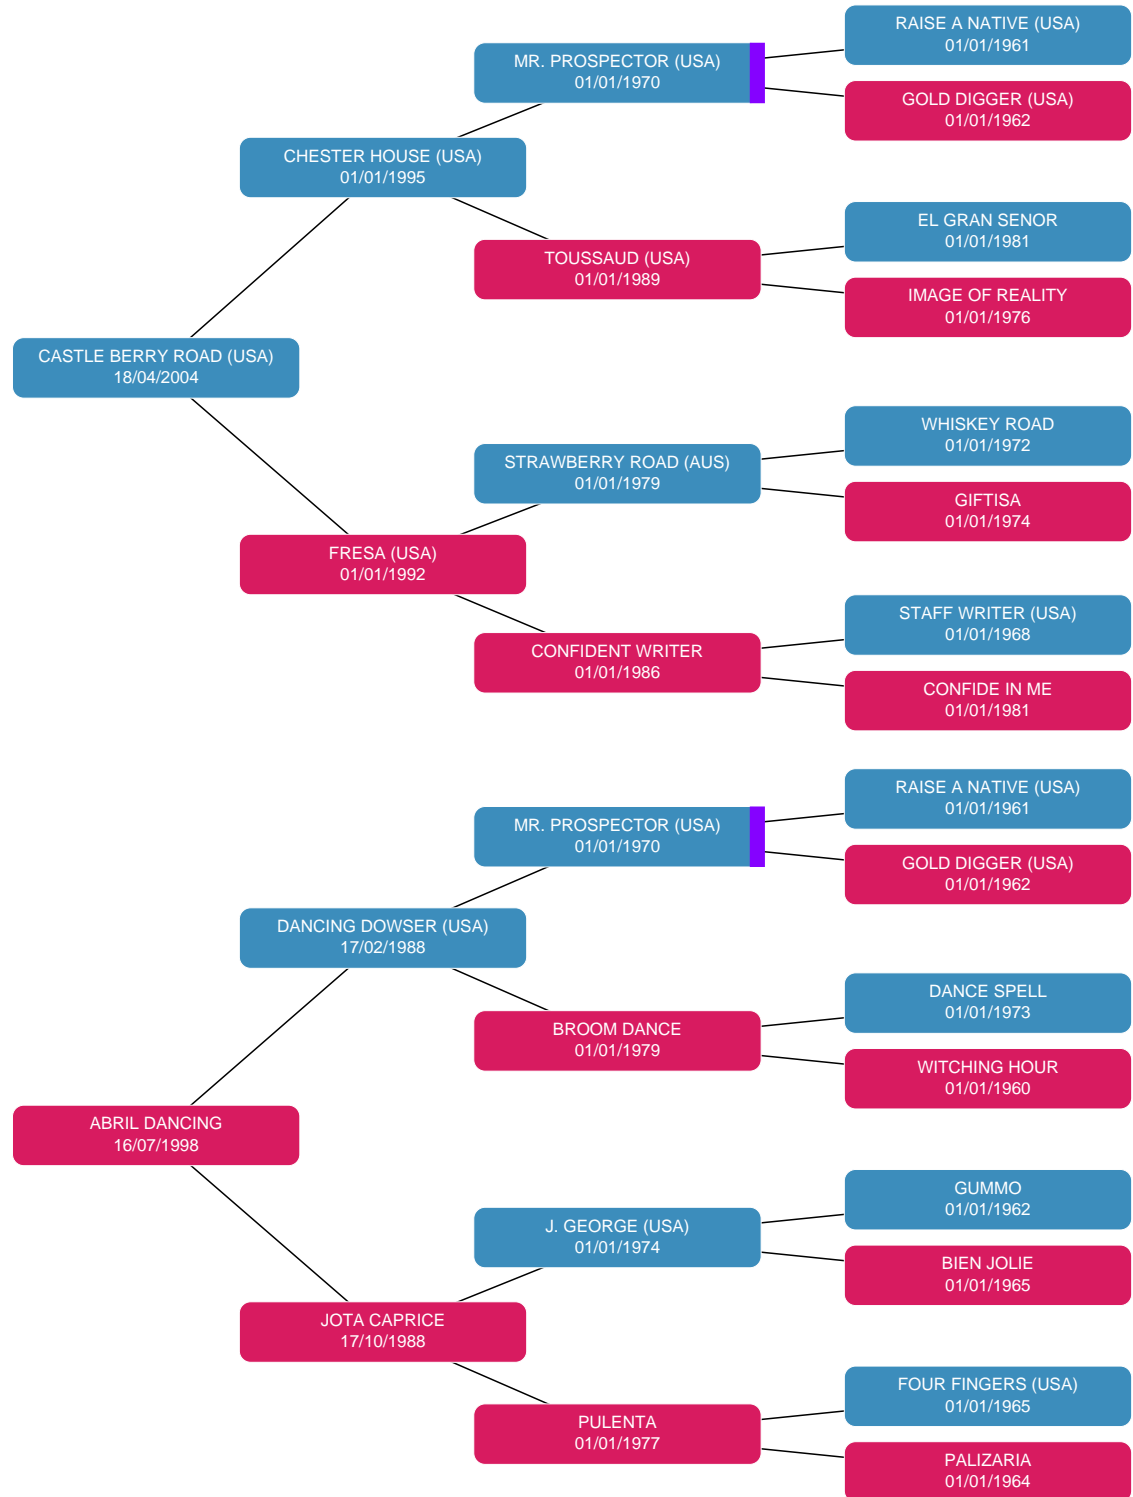 RAISE A NATIVE (USA)
01/01/1961
MR. PROSPECTOR (USA)
01/01/1970
GOLD DIGGER (USA)
01/01/1962
CHESTER HOUSE (USA)
01/01/1995
EL GRAN SENOR
01/01/1981
TOUSSAUD (USA)
01/01/1989
IMAGE OF REALITY
01/01/1976
CASTLE BERRY ROAD (USA)
18/04/2004
WHISKEY ROAD
01/01/1972
STRAWBERRY ROAD (AUS)
01/01/1979
GIFTISA
01/01/1974
FRESA (USA)
01/01/1992
STAFF WRITER (USA)
01/01/1968
CONFIDENT WRITER
01/01/1986
CONFIDE IN ME
01/01/1981
RAISE A NATIVE (USA)
01/01/1961
MR. PROSPECTOR (USA)
01/01/1970
GOLD DIGGER (USA)
01/01/1962
DANCING DOWSER (USA)
17/02/1988
DANCE SPELL
01/01/1973
BROOM DANCE
01/01/1979
WITCHING HOUR
01/01/1960
ABRIL DANCING
16/07/1998
GUMMO
01/01/1962
J. GEORGE (USA)
01/01/1974
BIEN JOLIE
01/01/1965
JOTA CAPRICE
17/10/1988
FOUR FINGERS (USA)
01/01/1965
PULENTA
01/01/1977
PALIZARIA
01/01/1964